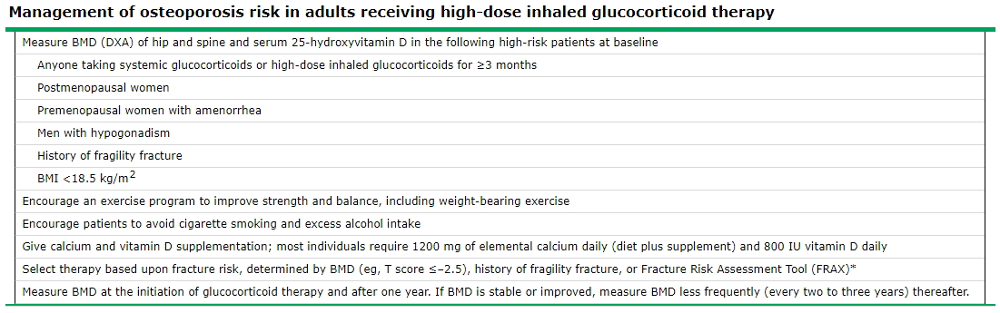 Management of osteoporosis risk in adults receiving high-dose inhaled glucocorticoid therapy
Measure BMD (DXA) of hip and spine and serum 25-hydroxyvitamin D in the following high-risk patients at baseline
Anyone taking systemic glucocorticoids or high-dose inhaled glucocorticoids for ≥3 months
Postmenopausal women
Premenopausal women with amenorrhea
Men with hypogonadism
History of fragility fracture
BMI <18.5 kg/m²
Encourage an exercise program to improve strength and balance, including weight-bearing exercise
Encourage patients to avoid cigarette smoking and excess alcohol intake
Give calcium and vitamin D supplementation; most individuals require 1200 mg of elemental calcium daily (diet plus supplement) and 800 IU vitamin D daily
Select therapy based upon fracture risk, determined by BMD (eg, T score ≤–2.5), history of fragility fracture, or Fracture Risk Assessment Tool (FRAX)*
Measure BMD at the initiation of glucocorticoid therapy and after one year. If BMD is stable or improved, measure BMD less frequently (every two to three years) thereafter.